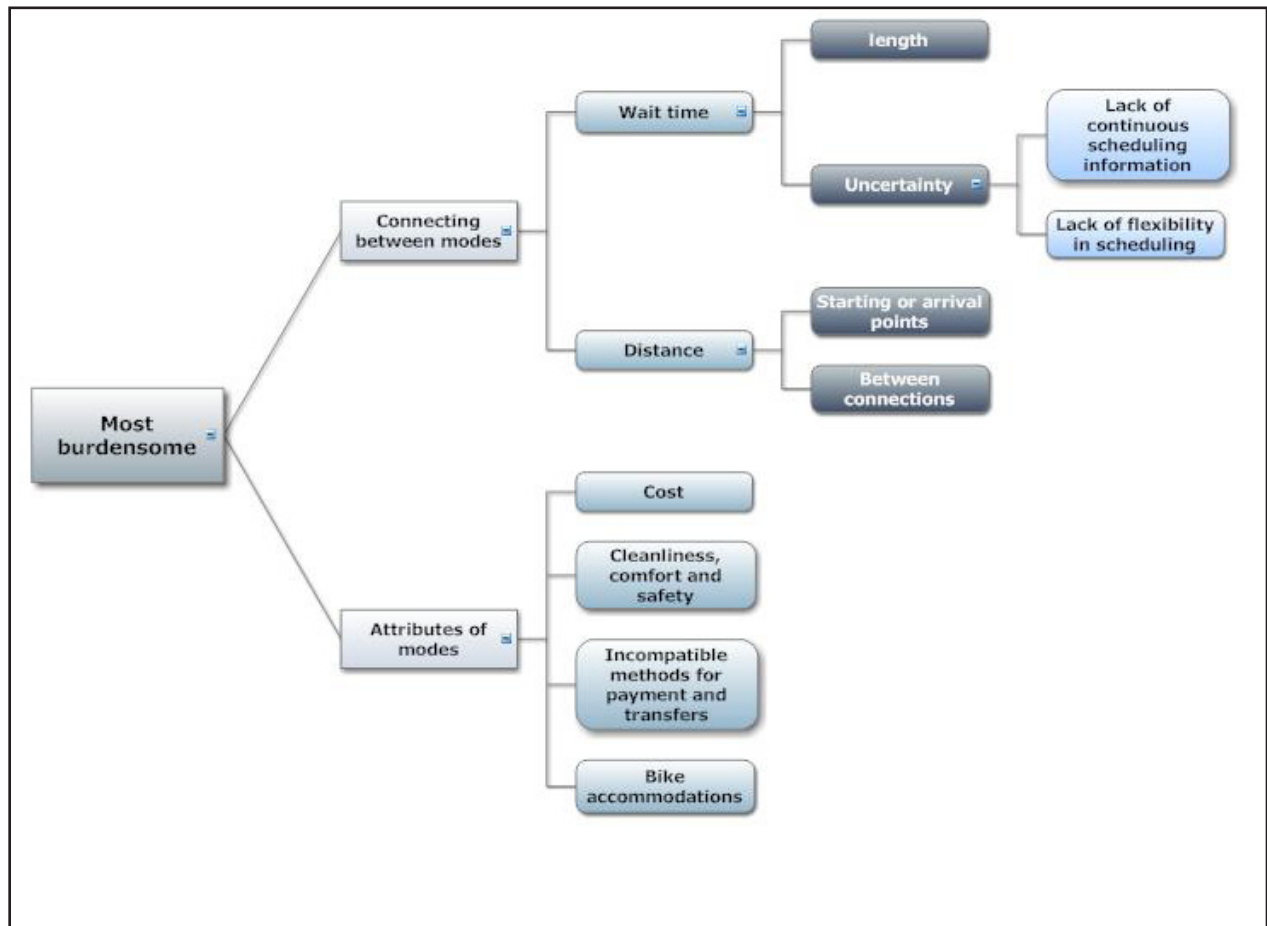 Most
burdensome
Connecting
between modes
Wait time
length
Uncertainty
Lack of
continuous
scheduling
information
Lack of flexibility
in scheduling
Distance
Starting or arrival
points
Between
connections
Attributes of
modes
Cost
Cleanliness,
comfort and
safety
Incompatible
methods for
payment and
transfers
Bike
accommodations